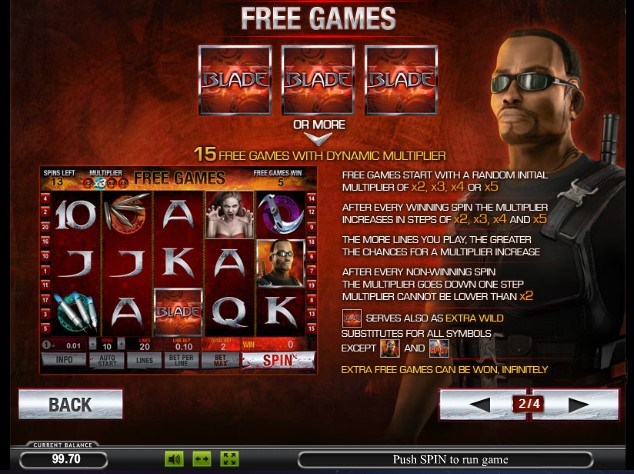 FREE GAMES
BLADE BLADE BLADE
OR MORE
15 FREE GAMES WITH DYNAMIC MULTIPLIER
SPINS LEFT
13
MULTIPLIER
FREE GAMES
FREE GAMES WIN
5
10 A
J J K A
A BLADE Q K
0.01
LINES
20
0.10
2
WIN
0
INFO
AUTO START
LINES
BET PER LINE
BET MAX
SPIN
FREE GAMES START WITH A RANDOM INITIAL
MULTIPLIER OF x2, x3, x4 OR x5
AFTER EVERY WINNING SPIN THE MULTIPLIER
INCREASES IN STEPS OF x2, x3, x4 AND x5
THE MORE LINES YOU PLAY, THE GREATER
THE CHANCES FOR A MULTIPLIER INCREASE
AFTER EVERY NON-WINNING SPIN
THE MULTIPLIER GOES DOWN ONE STEP
MULTIPLIER CANNOT BE LOWER THAN x2
SERVES ALSO AS EXTRA WILD
SUBSTITUTES FOR ALL SYMBOLS
EXCEPT AND
EXTRA FREE GAMES CAN BE WON, INFINITELY
BACK
2/4
CURRENT BALANCE
99.70
Push SPIN to run game